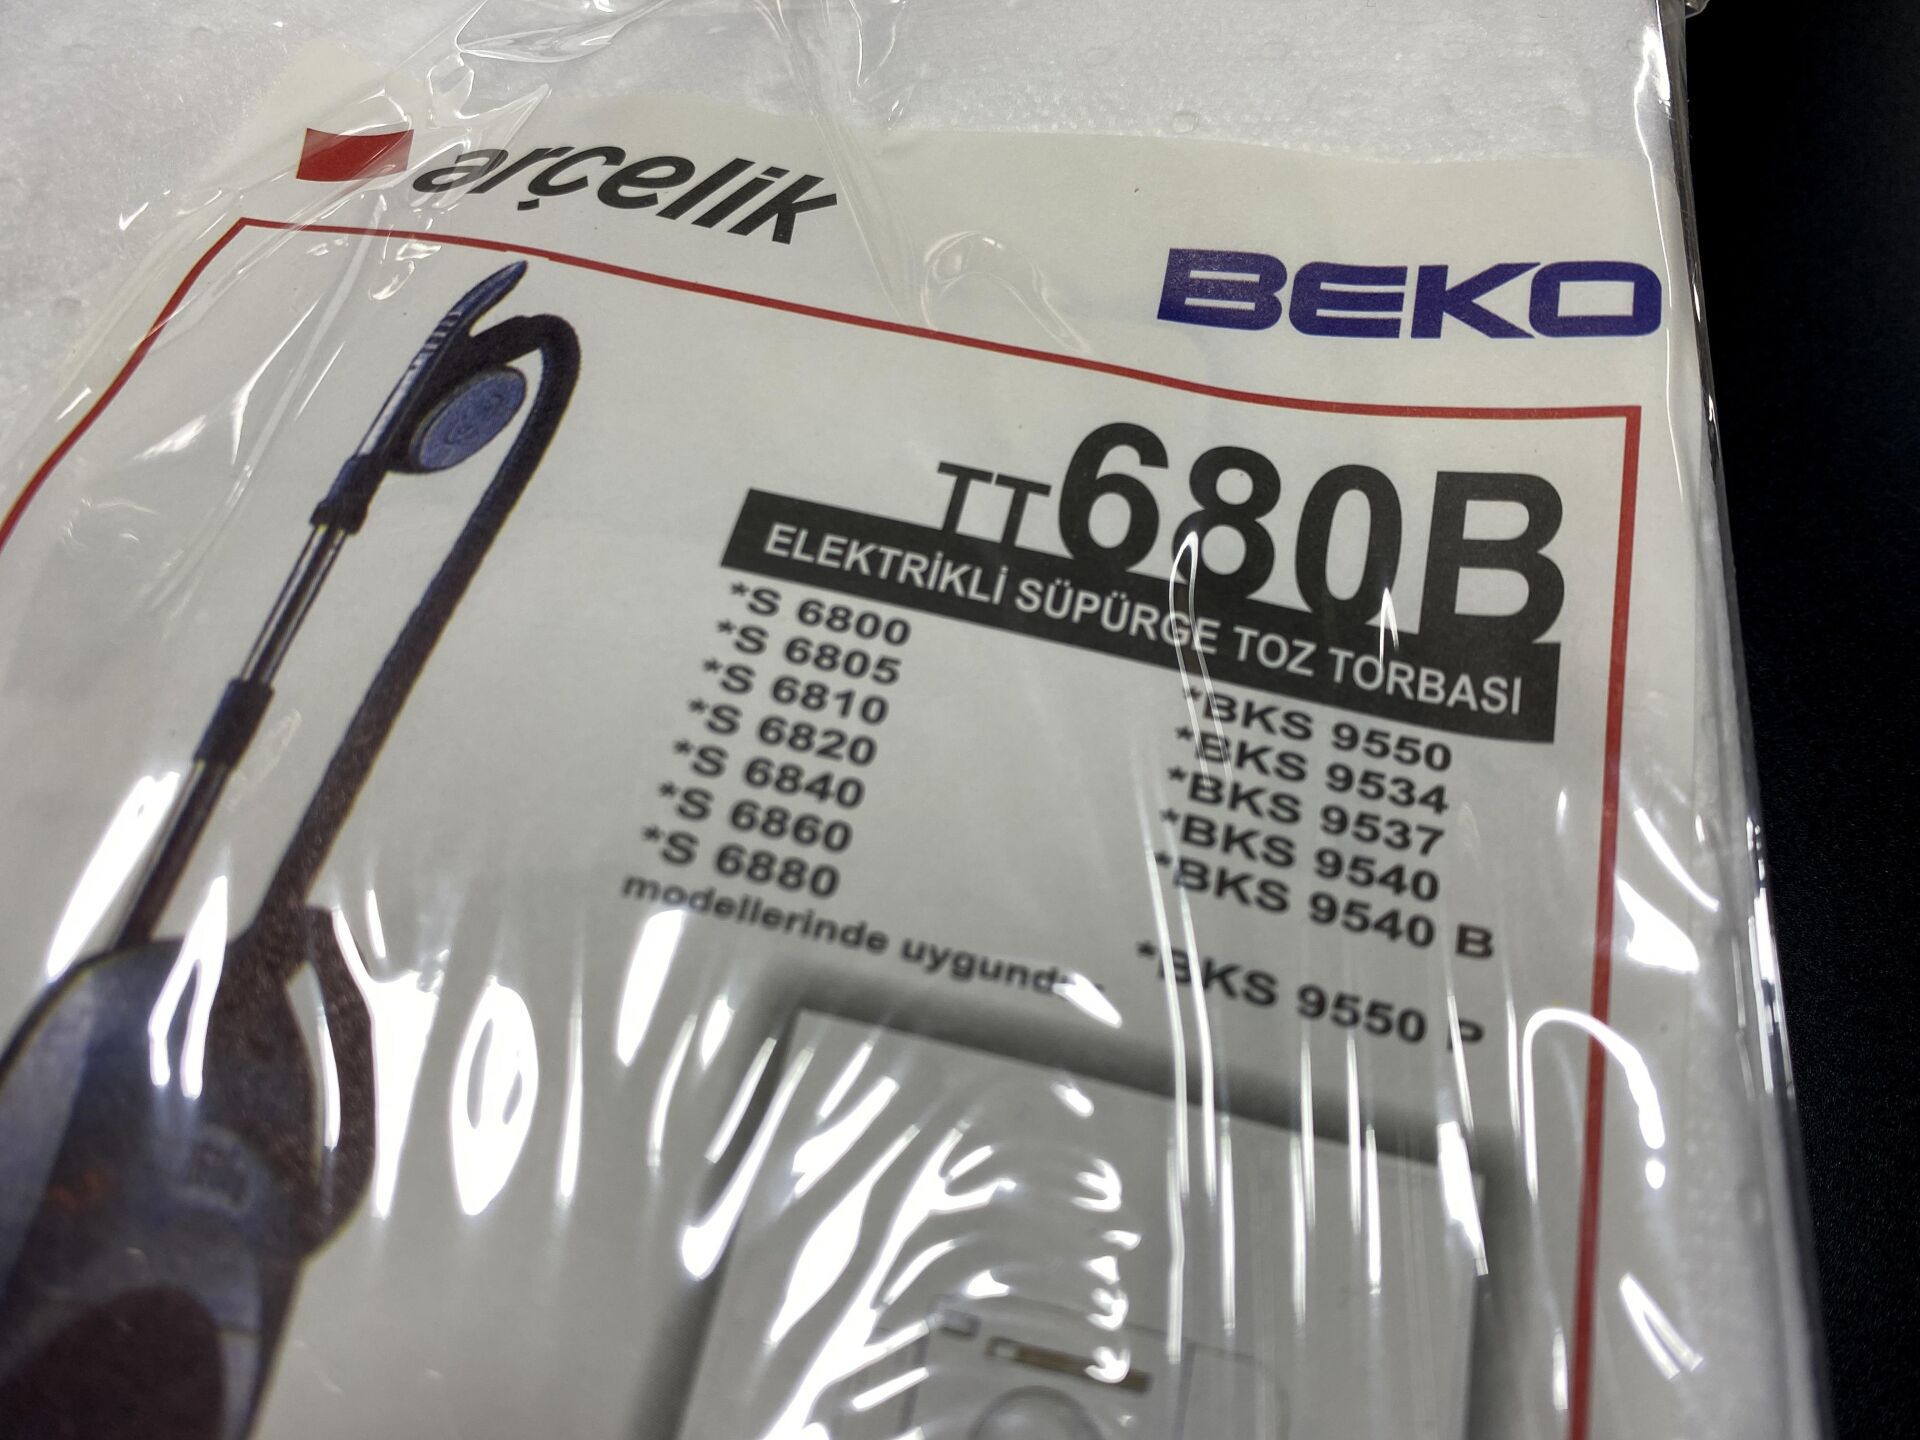 arçelik
BEKO
TT680B
ELEKTRİKLİ SÜPÜRGE TOZ TORBASI
*S 6800
*S 6805
*S 6810
*S 6820
*S 6840
*S 6860
*S 6880
modellerinde
*BKS 9550
*BKS 9534
*BKS 9537
*BKS 9540
*BKS 9540 B
*BKS 9550 P